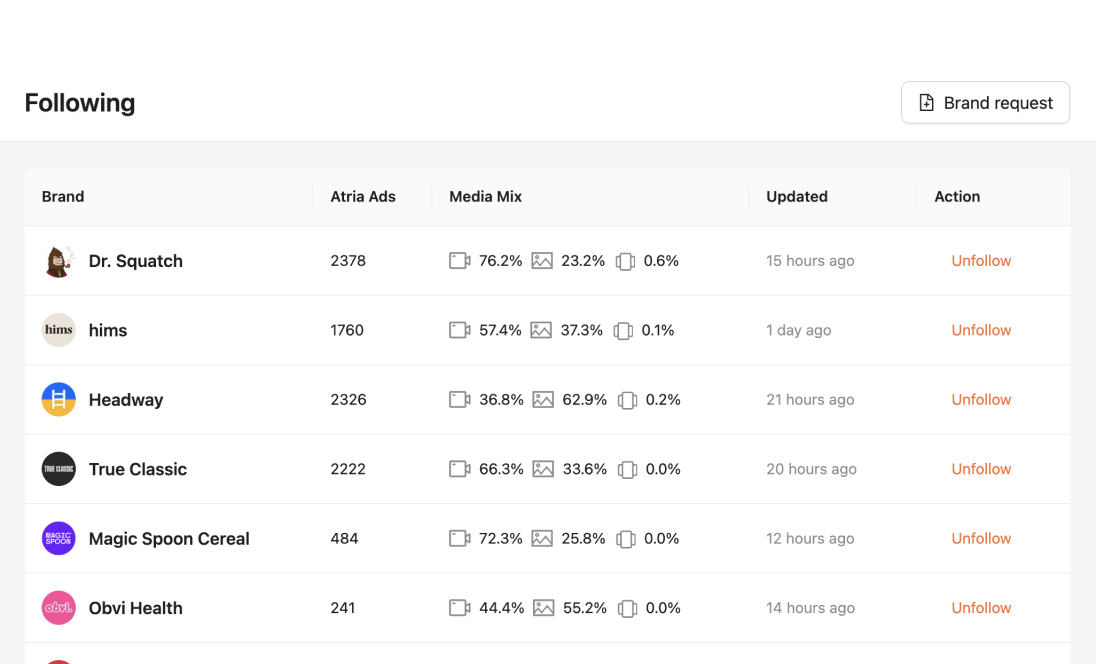 Following
Brand request
Brand Atria Ads Media Mix Updated Action
Dr. Squatch 2378 76.2% 23.2% 0.6% 15 hours ago Unfollow
hims hims 1760 57.4% 37.3% 0.1% 1 day ago Unfollow
Headway 2326 36.8% 62.9% 0.2% 21 hours ago Unfollow
TRUE CLASSIC True Classic 2222 66.3% 33.6% 0.0% 20 hours ago Unfollow
MAGIC SPOON Magic Spoon Cereal 484 72.3% 25.8% 0.0% 12 hours ago Unfollow
obvi. Obvi Health 241 44.4% 55.2% 0.0% 14 hours ago Unfollow